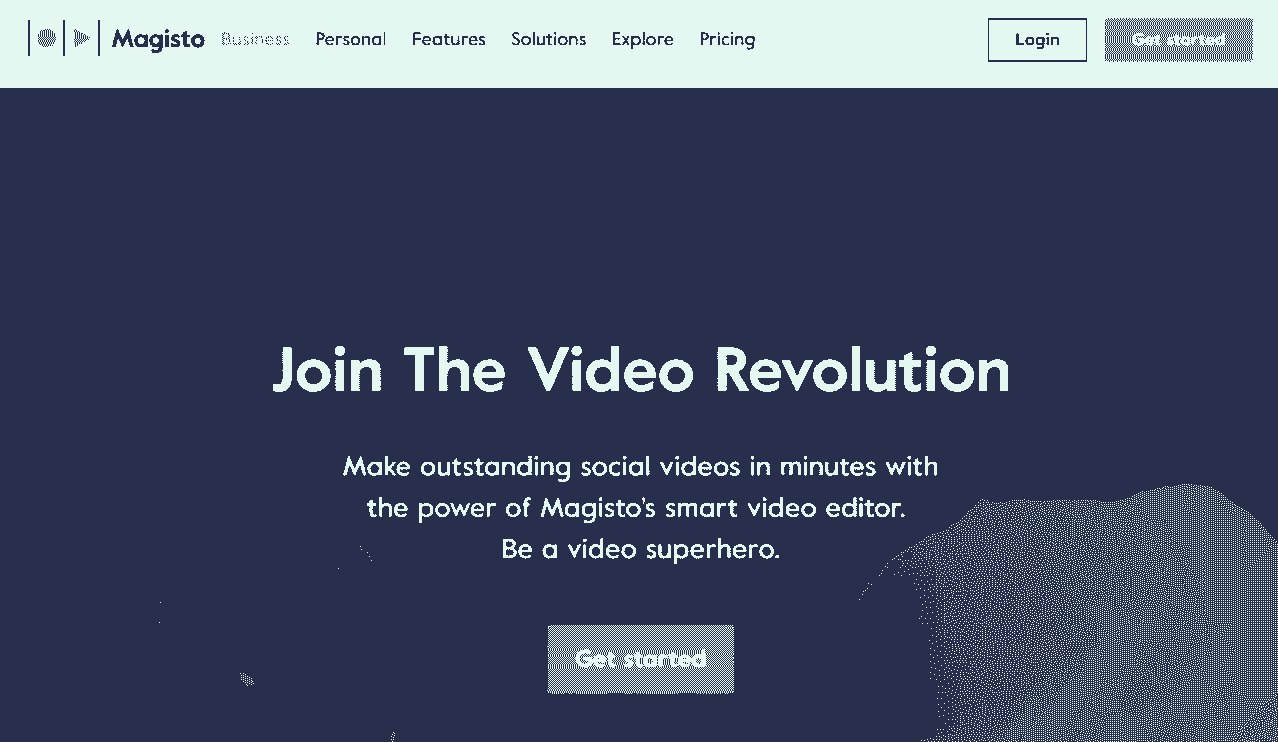 Magisto Business Personal Features Solutions Explore Pricing Login Get started
Join The Video Revolution
Make outstanding social videos in minutes with
the power of Magisto's smart video editor.
Be a video superhero.
Get started